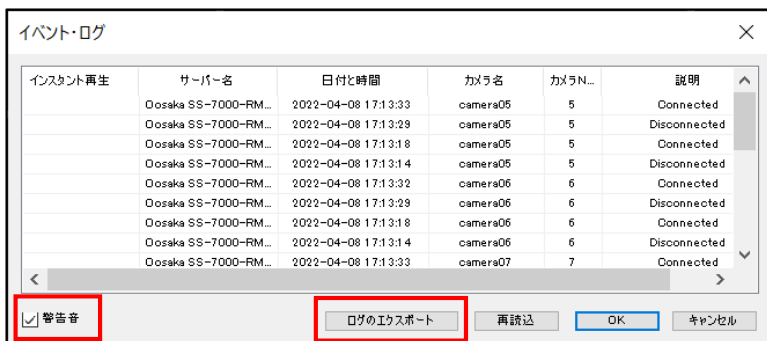 イベント・ログ
インスタント再生 サーバー名 日付と時間 カメラ名 カメラN... 説明
Oosaka SS-7000-RM... 2022-04-08 17:13:33 camera05 5 Connected
Oosaka SS-7000-RM... 2022-04-08 17:13:29 camera05 5 Disconnected
Oosaka SS-7000-RM... 2022-04-08 17:13:18 camera05 5 Connected
Oosaka SS-7000-RM... 2022-04-08 17:13:14 camera05 5 Disconnected
Oosaka SS-7000-RM... 2022-04-08 17:13:32 camera06 6 Connected
Oosaka SS-7000-RM... 2022-04-08 17:13:29 camera06 6 Disconnected
Oosaka SS-7000-RM... 2022-04-08 17:13:18 camera06 6 Connected
Oosaka SS-7000-RM... 2022-04-08 17:13:14 camera06 6 Disconnected
Oosaka SS-7000-RM... 2022-04-08 17:13:33 camera07 7 Connected
警告音 ログのエクスポート 再読込 OK キャンセル